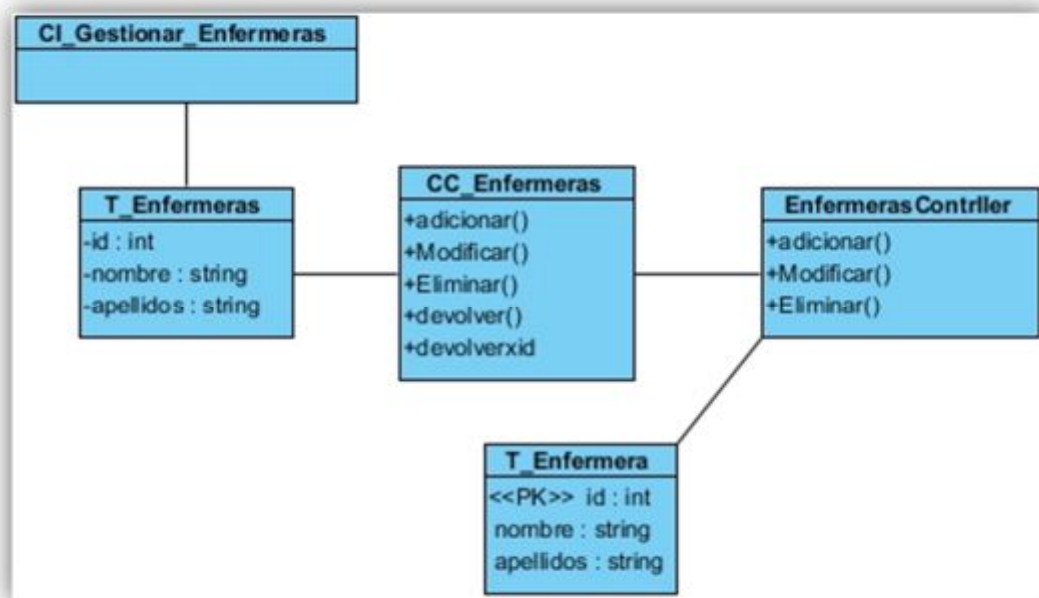 CI_Gestionar_Enfermeras
T_Enfermeras
-id : int
-nombre : string
-apellidos : string
CC_Enfermeras
+adicionar()
+Modificar()
+Eliminar()
+devolver()
+devolverxid
EnfermerasContrller
+adicionar()
+Modificar()
+Eliminar()
T_Enfermera
<<PK>> id : int
nombre : string
apellidos : string